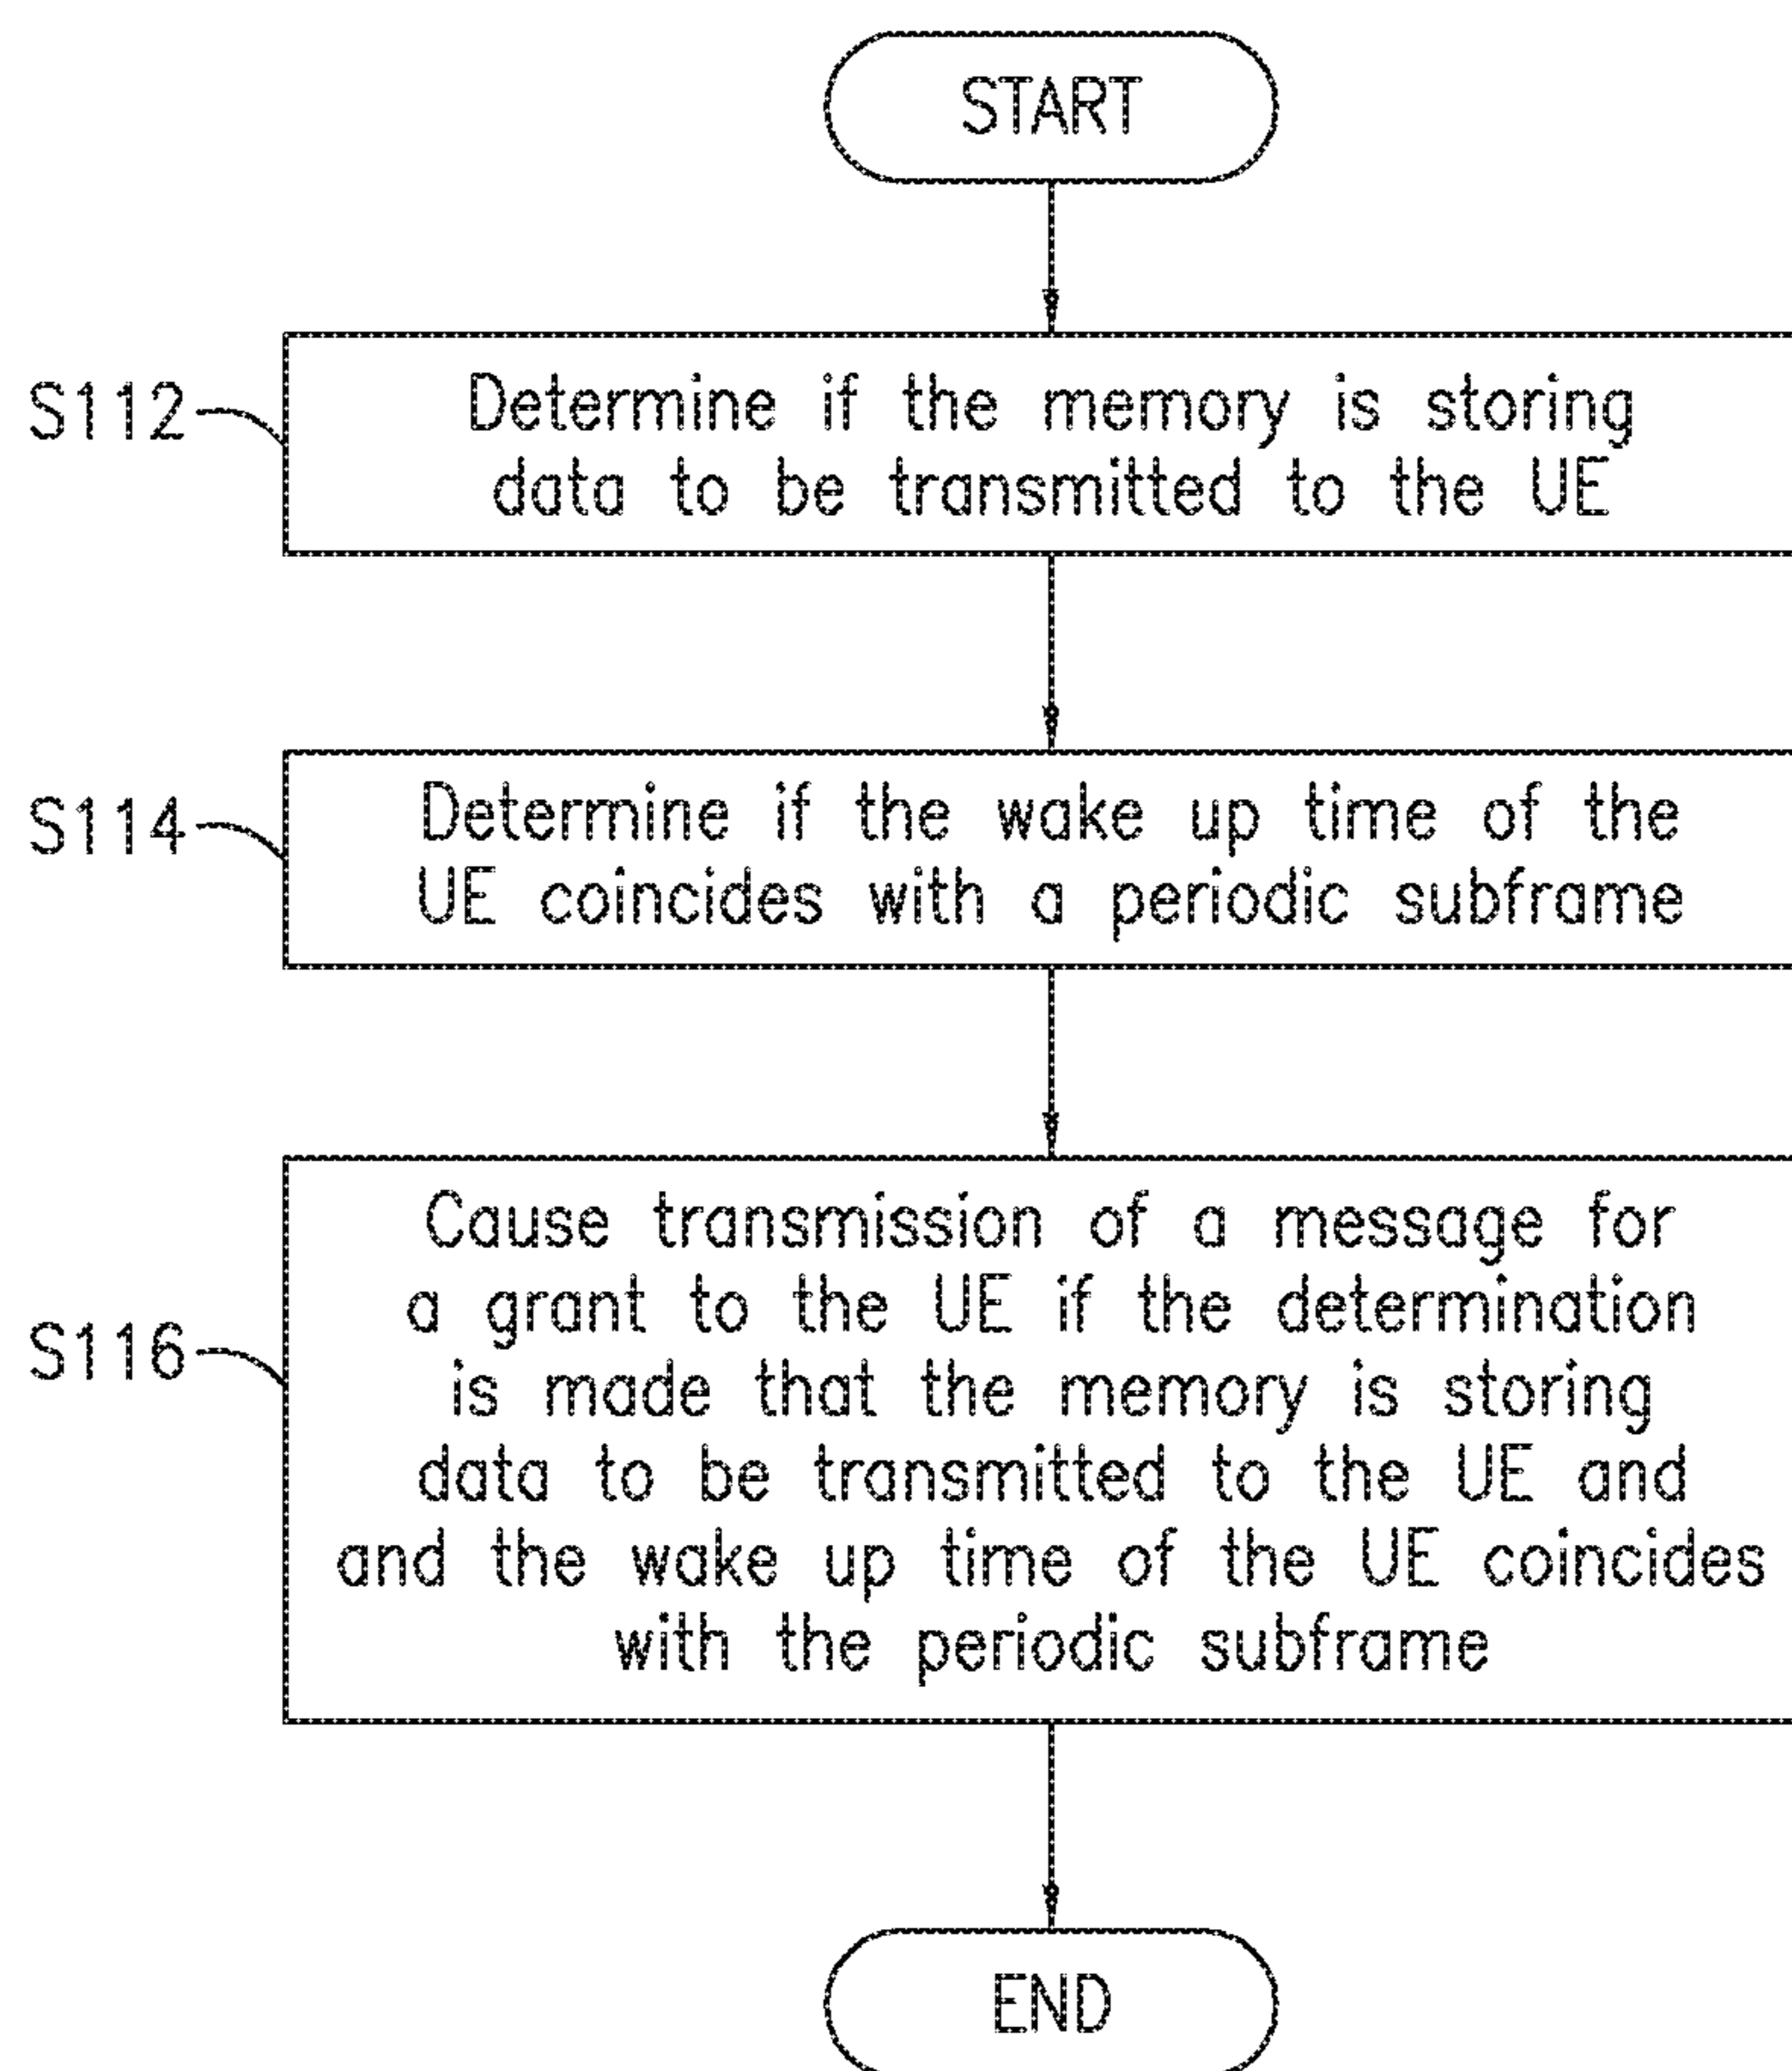 START
S112
Determine if the memory is storing
data to be transmitted to the UE
S114
Determine if the wake up time of the
UE coincides with a periodic subframe
S116
Cause transmission of a message for
a grant to the UE if the determination
is made that the memory is storing
data to be transmitted to the UE and
and the wake up time of the UE coincides
with the periodic subframe
END